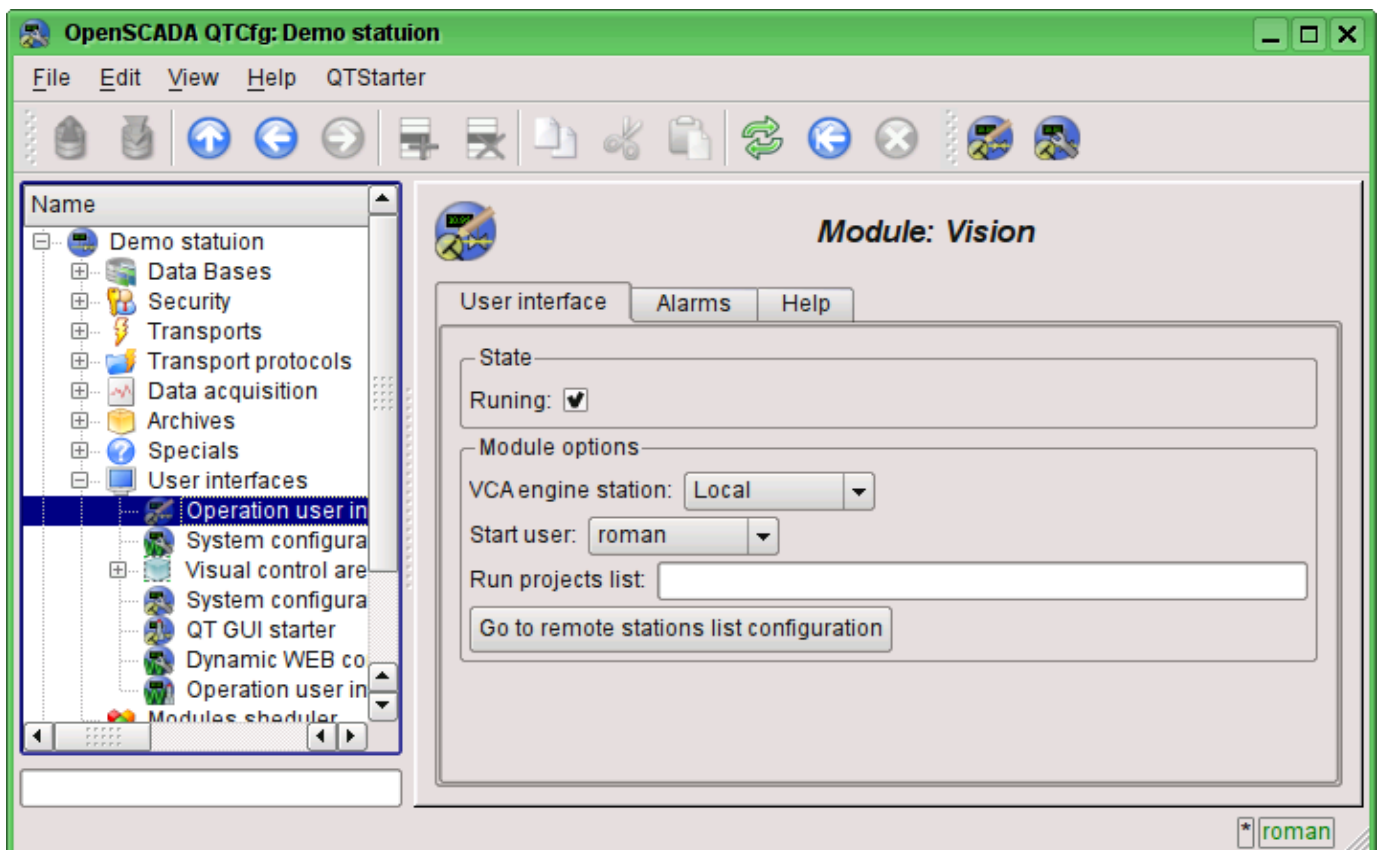 OpenSCADA QTCfg: Demo statuion
File Edit View Help QTStarter
Name
Demo statuion
Data Bases
Security
Transports
Transport protocols
Data acquisition
Archives
Specials
User interfaces
Operation user in
System configura
Visual control are
System configura
QT GUI starter
Dynamic WEB co
Operation user in
Modules sheduler
Module: Vision
User interface Alarms Help
State
Runing:
Module options
VCA engine station: Local
Start user: roman
Run projects list:
Go to remote stations list configuration
* roman